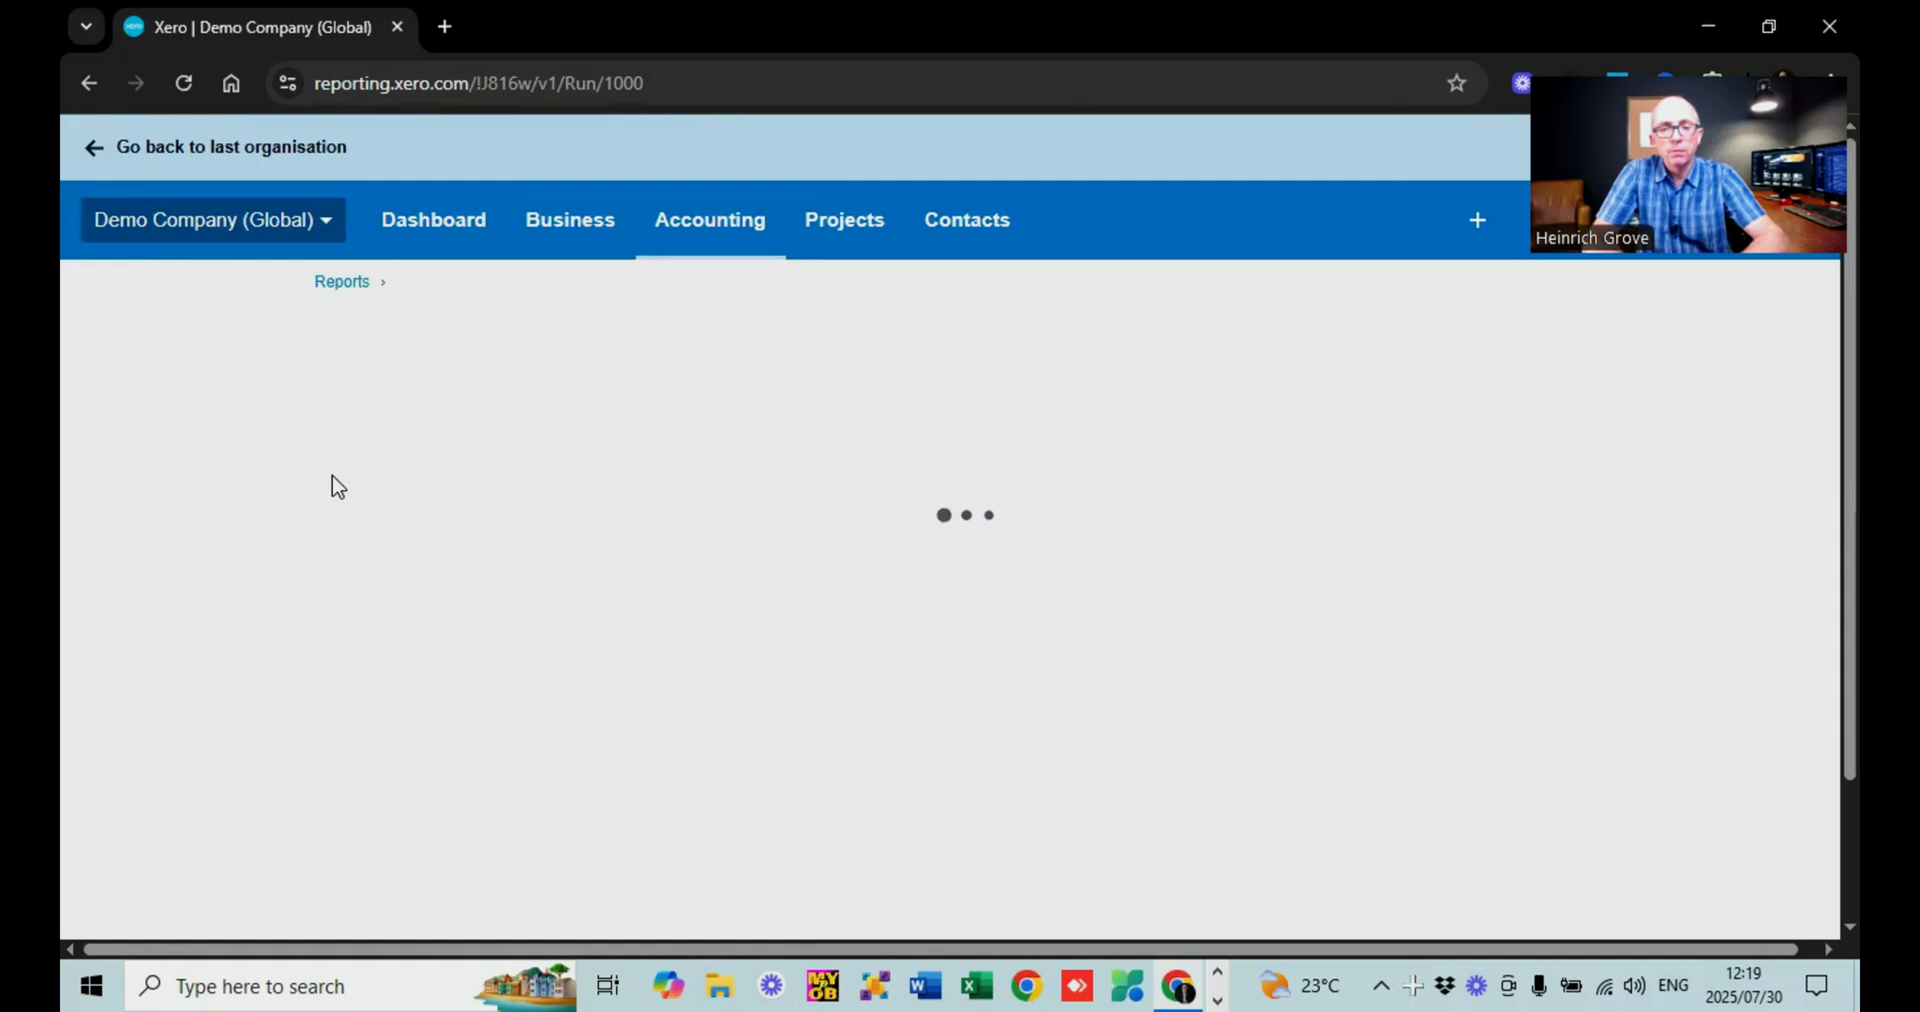 Xero | Demo Company (Global)
reporting.xero.com/!J816w/v1/Run/1000
Go back to last organisation
Demo Company (Global)
Dashboard
Business
Accounting
Projects
Contacts
Heinrich Grove
Reports
Type here to search
MYOB
23°C
ENG
12:19
2025/07/30